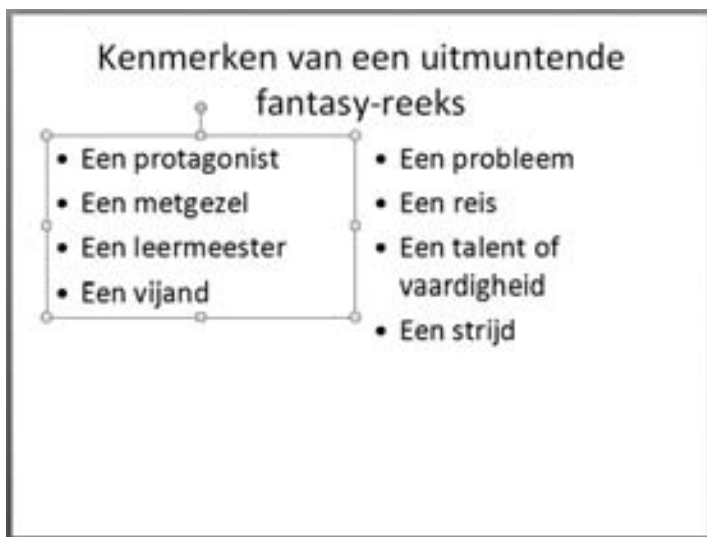 Kenmerken van een uitmuntende
fantasy-reeks
• Een protagonist
• Een metgezel
• Een leermeester
• Een vijand
• Een probleem
• Een reis
• Een talent of
vaardigheid
• Een strijd